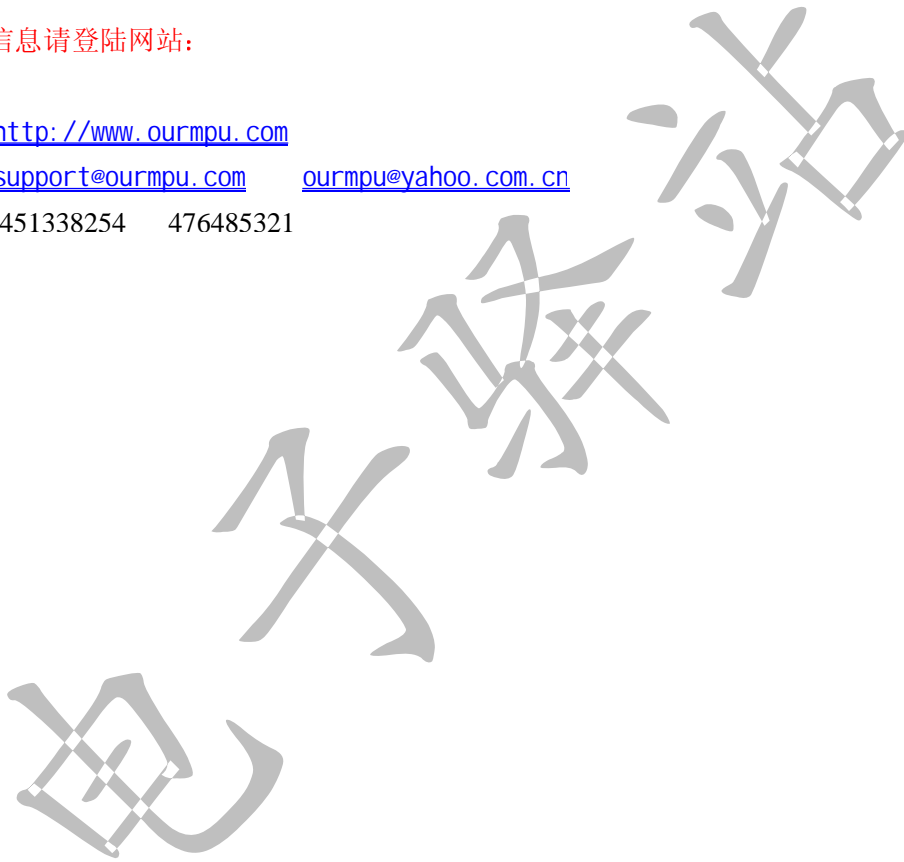 信息请登陆网站：
http://www.ourmpu.com
support@ourmpu.com ourmpu@yahoo.com.cn
451338254 476485321
电子驿站